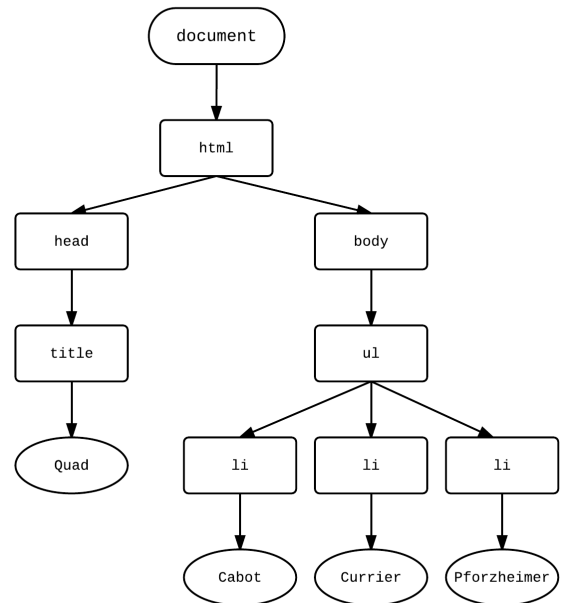 document
html
head
body
title
ul
Quad
li
li
li
Cabot
Currier
Pforzheimer